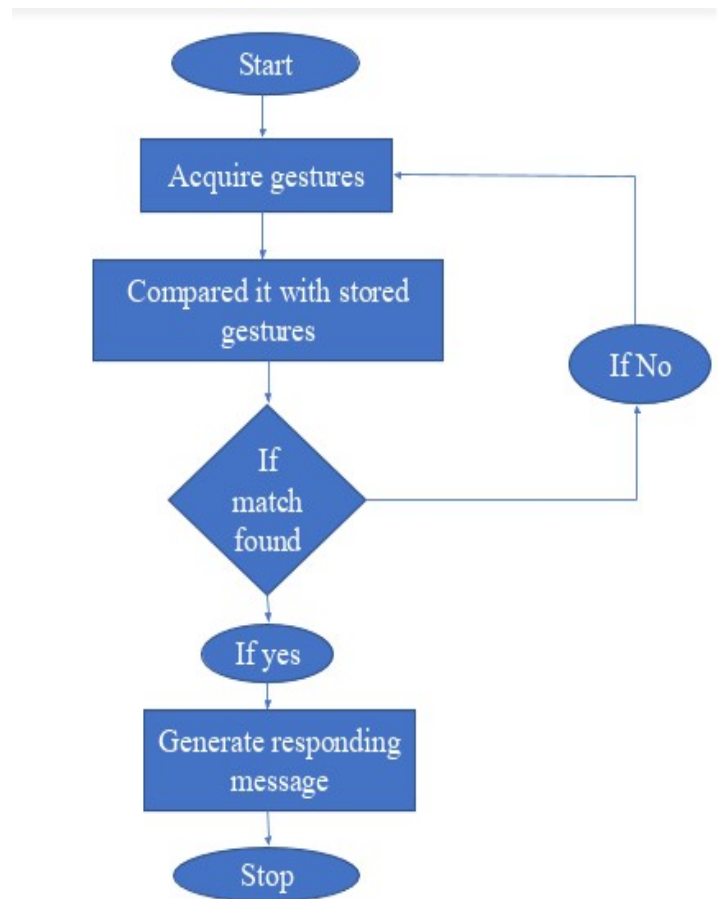 Start
Acquire gestures
Compared it with stored
gestures
If No
If
match
found
If yes
Generate responding
message
Stop